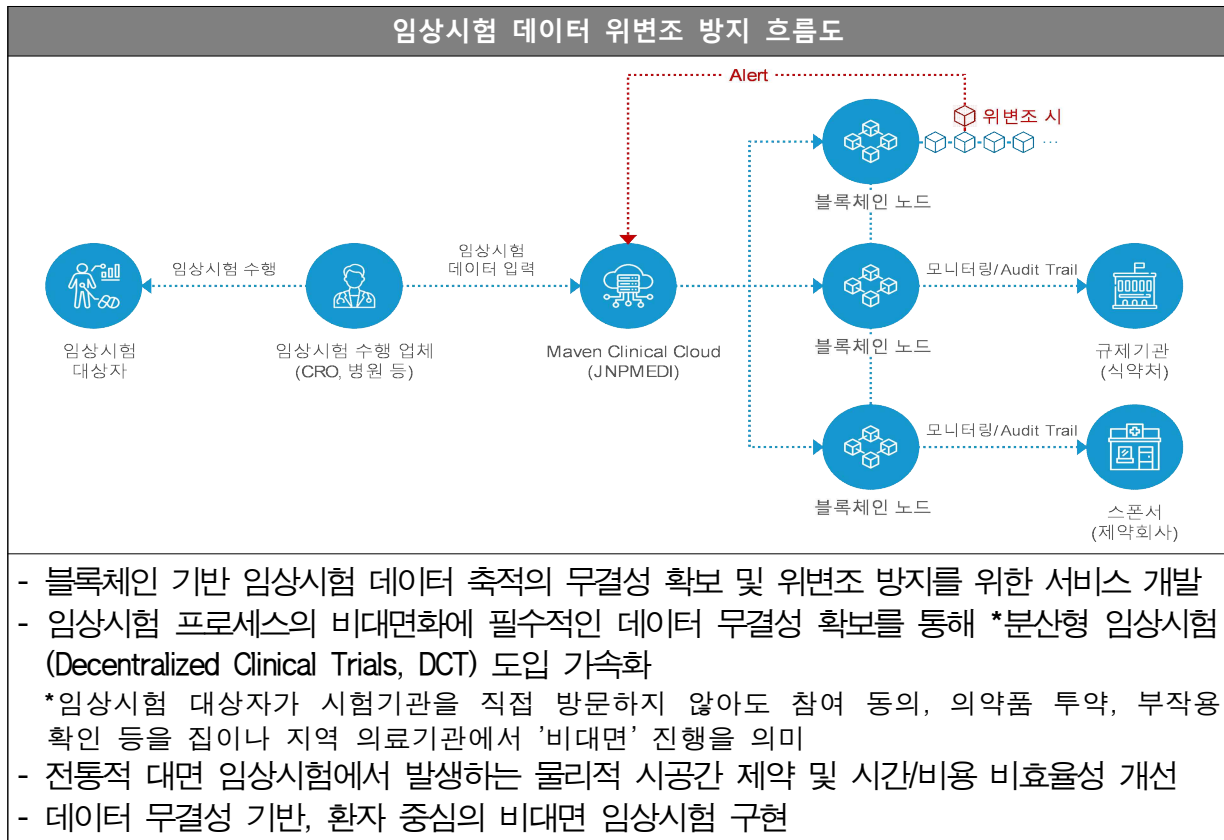 임상시험 데이터 위변조 방지 흐름도
Alert
위변조 시
···
블록체인 노드
임상시험 수행
임상시험
데이터 입력
모니터링/Audit Trail
임상시험
대상자
임상시험 수행 업체
(CRO, 병원 등)
Maven Clinical Cloud
(JNPMEDI)
블록체인 노드
규제기관
(식약처)
모니터링/Audit Trail
블록체인 노드
스폰서
(제약회사)
- 블록체인 기반 임상시험 데이터 축적의 무결성 확보 및 위변조 방지를 위한 서비스 개발
- 임상시험 프로세스의 비대면화에 필수적인 데이터 무결성 확보를 통해 *분산형 임상시험
(Decentralized Clinical Trials, DCT) 도입 가속화
*임상시험 대상자가 시험기관을 직접 방문하지 않아도 참여 동의, 의약품 투약, 부작용
확인 등을 집이나 지역 의료기관에서 '비대면' 진행을 의미
- 전통적 대면 임상시험에서 발생하는 물리적 시공간 제약 및 시간/비용 비효율성 개선
- 데이터 무결성 기반, 환자 중심의 비대면 임상시험 구현